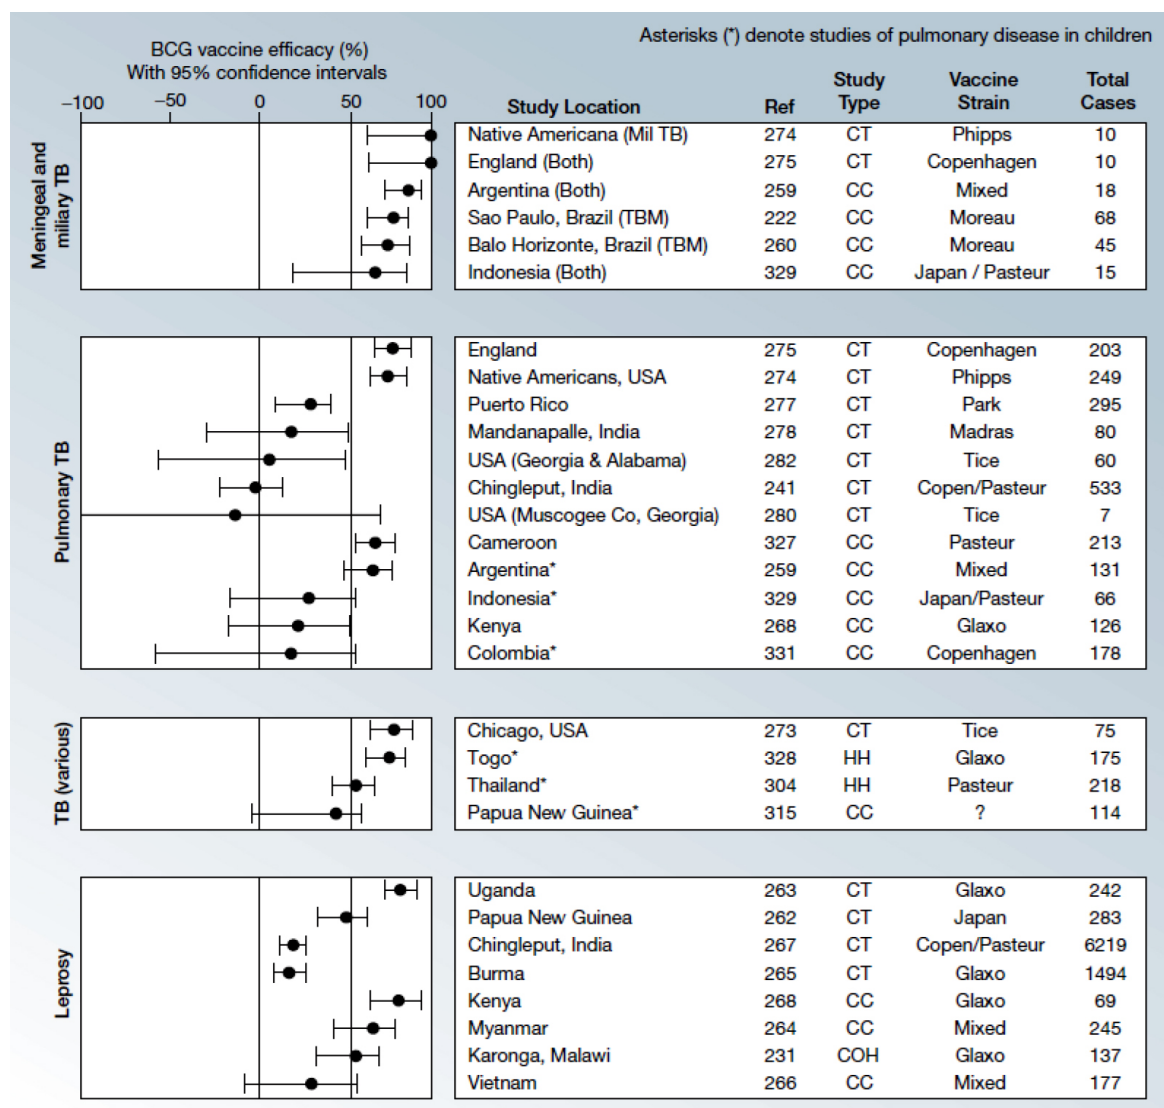 Asterisks (*) denote studies of pulmonary disease in children
BCG vaccine efficacy (%)
With 95% confidence intervals
−100 −50 0 50 100
Study Location Ref Study Type Vaccine Strain Total Cases
Meningeal and miliary TB
Native Americana (Mil TB) 274 CT Phipps 10
England (Both) 275 CT Copenhagen 10
Argentina (Both) 259 CC Mixed 18
Sao Paulo, Brazil (TBM) 222 CC Moreau 68
Balo Horizonte, Brazil (TBM) 260 CC Moreau 45
Indonesia (Both) 329 CC Japan / Pasteur 15
Pulmonary TB
England 275 CT Copenhagen 203
Native Americans, USA 274 CT Phipps 249
Puerto Rico 277 CT Park 295
Mandanapalle, India 278 CT Madras 80
USA (Georgia & Alabama) 282 CT Tice 60
Chingleput, India 241 CT Copen/Pasteur 533
USA (Muscogee Co, Georgia) 280 CT Tice 7
Cameroon 327 CC Pasteur 213
Argentina* 259 CC Mixed 131
Indonesia* 329 CC Japan/Pasteur 66
Kenya 268 CC Glaxo 126
Colombia* 331 CC Copenhagen 178
TB (various)
Chicago, USA 273 CT Tice 75
Togo* 328 HH Glaxo 175
Thailand* 304 HH Pasteur 218
Papua New Guinea* 315 CC ? 114
Leprosy
Uganda 263 CT Glaxo 242
Papua New Guinea 262 CT Japan 283
Chingleput, India 267 CT Copen/Pasteur 6219
Burma 265 CT Glaxo 1494
Kenya 268 CC Glaxo 69
Myanmar 264 CC Mixed 245
Karonga, Malawi 231 COH Glaxo 137
Vietnam 266 CC Mixed 177